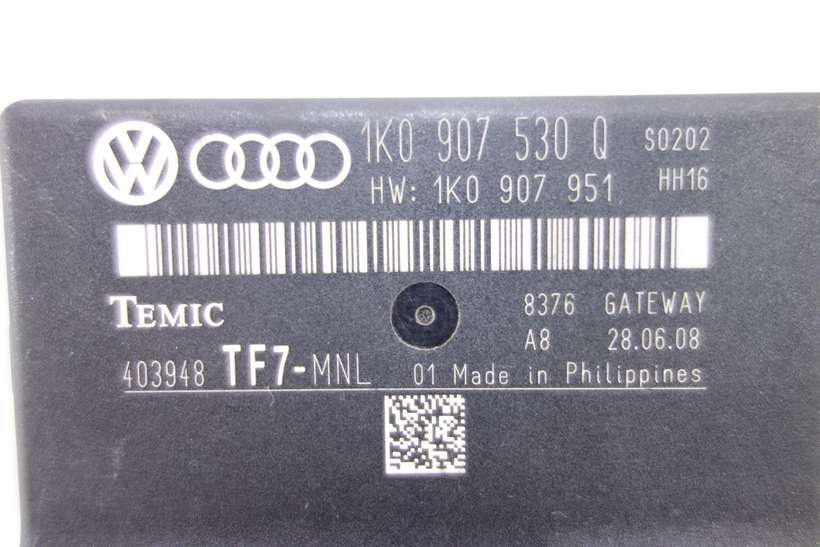 1K0 907 530 Q S0202
HW: 1K0 907 951 HH16
TEMIC 8376 GATEWAY
A8 28.06.08
403948 TF7-MNL 01 Made in Philippines